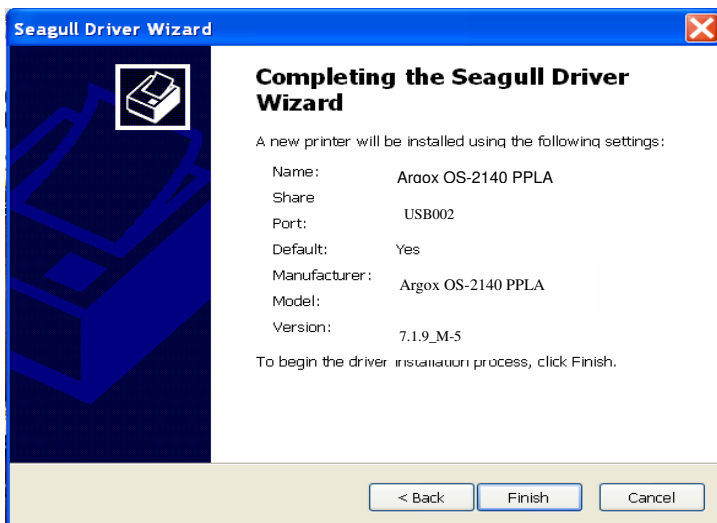 Seagull Driver Wizard
Completing the Seagull Driver
Wizard
A new printer will be installed using the following settings:
Name: Argox OS-2140 PPLA
Share
Port: USB002
Default: Yes
Manufacturer:
Argox OS-2140 PPLA
Model:
Version: 7.1.9_M-5
To begin the driver installation process, click Finish.
< Back Finish Cancel